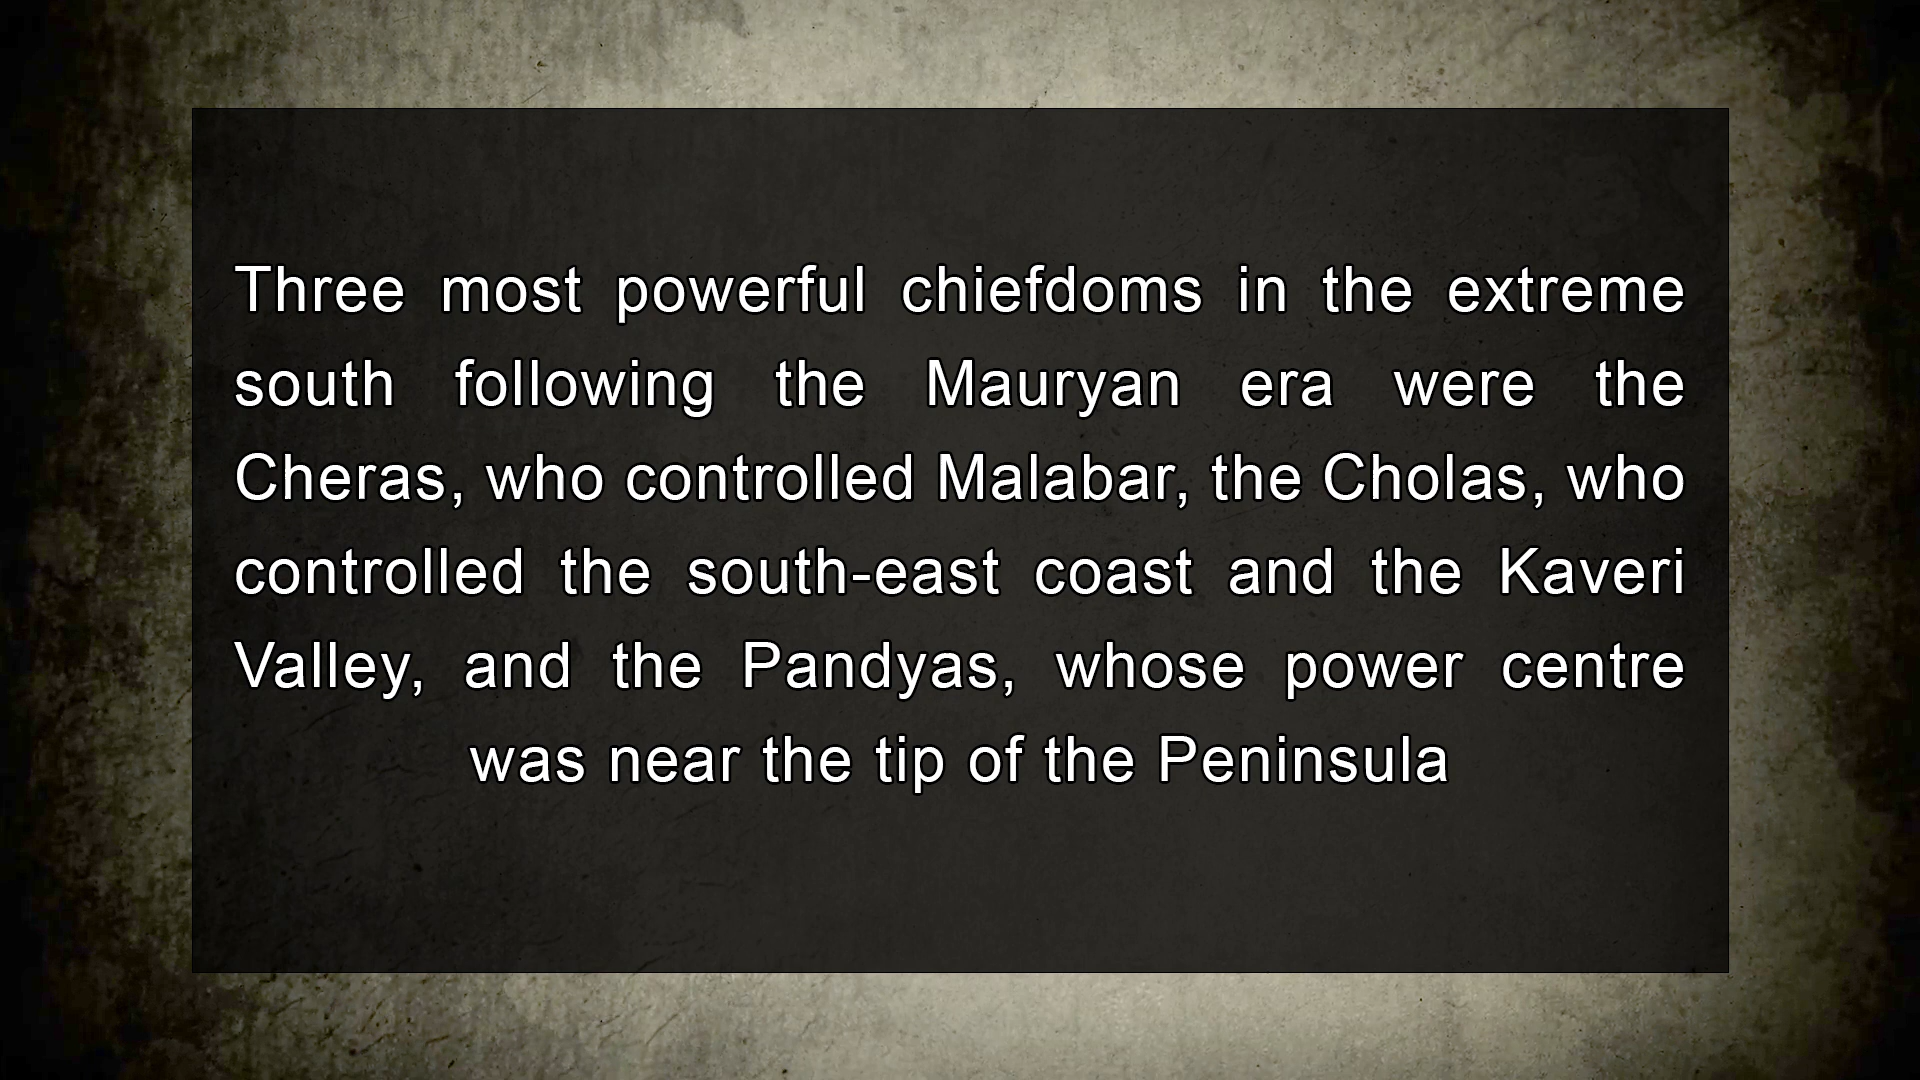 Three most powerful chiefdoms in the extreme
south following the Mauryan era were the
Cheras, who controlled Malabar, the Cholas, who
controlled the south-east coast and the Kaveri
Valley, and the Pandyas, whose power centre
was near the tip of the Peninsula